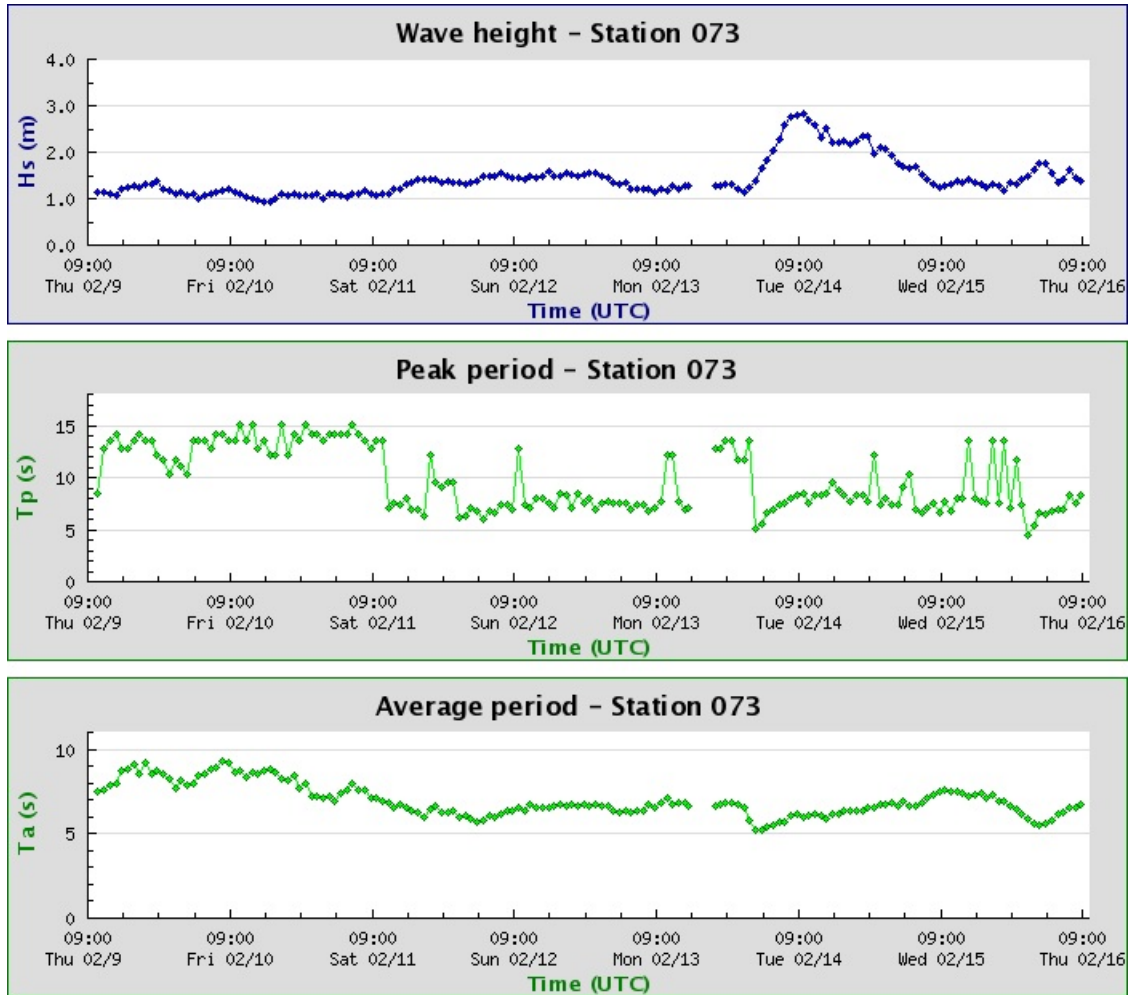 Wave height – Station 073
4.0
3.0
2.0
1.0
0.0
Hs (m)
09:00 09:00 09:00 09:00 09:00 09:00 09:00 09:00
Thu 02/9 Fri 02/10 Sat 02/11 Sun 02/12 Mon 02/13 Tue 02/14 Wed 02/15 Thu 02/16
Time (UTC)
Peak period – Station 073
15
10
5
0
Tp (s)
09:00 09:00 09:00 09:00 09:00 09:00 09:00 09:00
Thu 02/9 Fri 02/10 Sat 02/11 Sun 02/12 Mon 02/13 Tue 02/14 Wed 02/15 Thu 02/16
Time (UTC)
Average period – Station 073
10
5
0
Ta (s)
09:00 09:00 09:00 09:00 09:00 09:00 09:00 09:00
Thu 02/9 Fri 02/10 Sat 02/11 Sun 02/12 Mon 02/13 Tue 02/14 Wed 02/15 Thu 02/16
Time (UTC)